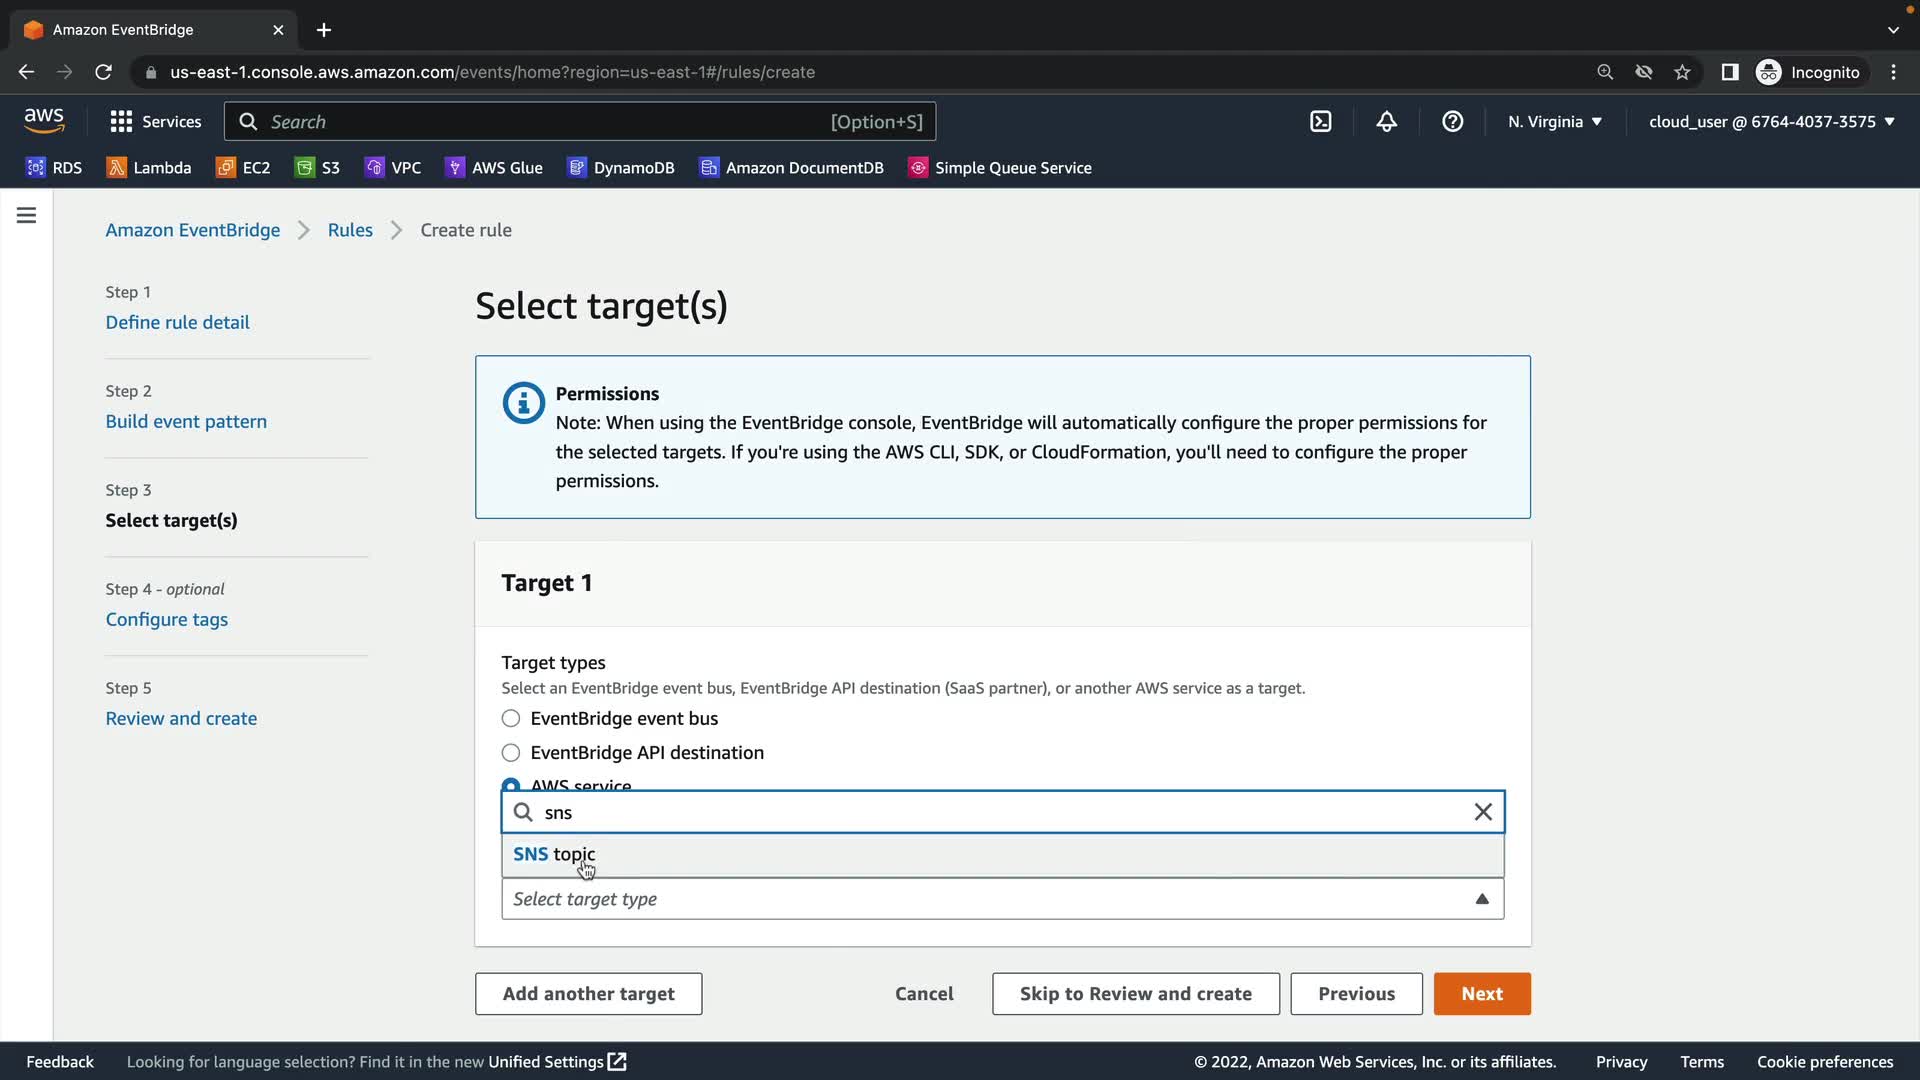 Amazon EventBridge
us-east-1.console.aws.amazon.com/events/home?region=us-east-1#/rules/create
Incognito
aws
Services
Search
[Option+S]
N. Virginia
cloud_user @ 6764-4037-3575
RDS
Lambda
EC2
S3
VPC
AWS Glue
DynamoDB
Amazon DocumentDB
Simple Queue Service
Amazon EventBridge
Rules
Create rule
Step 1
Define rule detail
Step 2
Build event pattern
Step 3
Select target(s)
Step 4 - optional
Configure tags
Step 5
Review and create
Select target(s)
Permissions
Note: When using the EventBridge console, EventBridge will automatically configure the proper permissions for
the selected targets. If you're using the AWS CLI, SDK, or CloudFormation, you'll need to configure the proper
permissions.
Target 1
Target types
Select an EventBridge event bus, EventBridge API destination (SaaS partner), or another AWS service as a target.
EventBridge event bus
EventBridge API destination
AWS service
sns
SNS topic
Select target type
Add another target
Cancel
Skip to Review and create
Previous
Next
Feedback
Looking for language selection? Find it in the new Unified Settings
© 2022, Amazon Web Services, Inc. or its affiliates.
Privacy
Terms
Cookie preferences